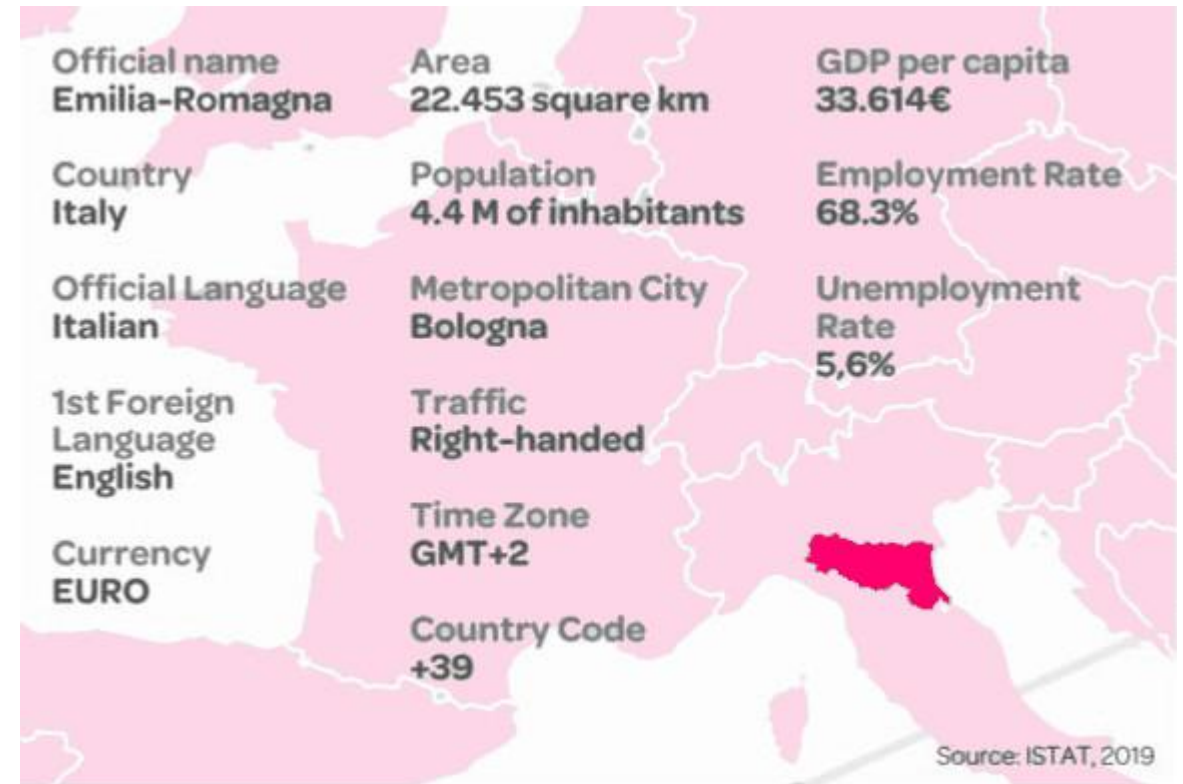 Official name
Emilia-Romagna
Country
Italy
Official Language
Italian
1st Foreign
Language
English
Currency
EURO
Area
22.453 square km
Population
4.4 M of inhabitants
Metropolitan City
Bologna
Traffic
Right-handed
Time Zone
GMT+2
Country Code
+39
GDP per capita
33.614€
Employment Rate
68.3%
Unemployment
Rate
5,6%
Source: ISTAT, 2019